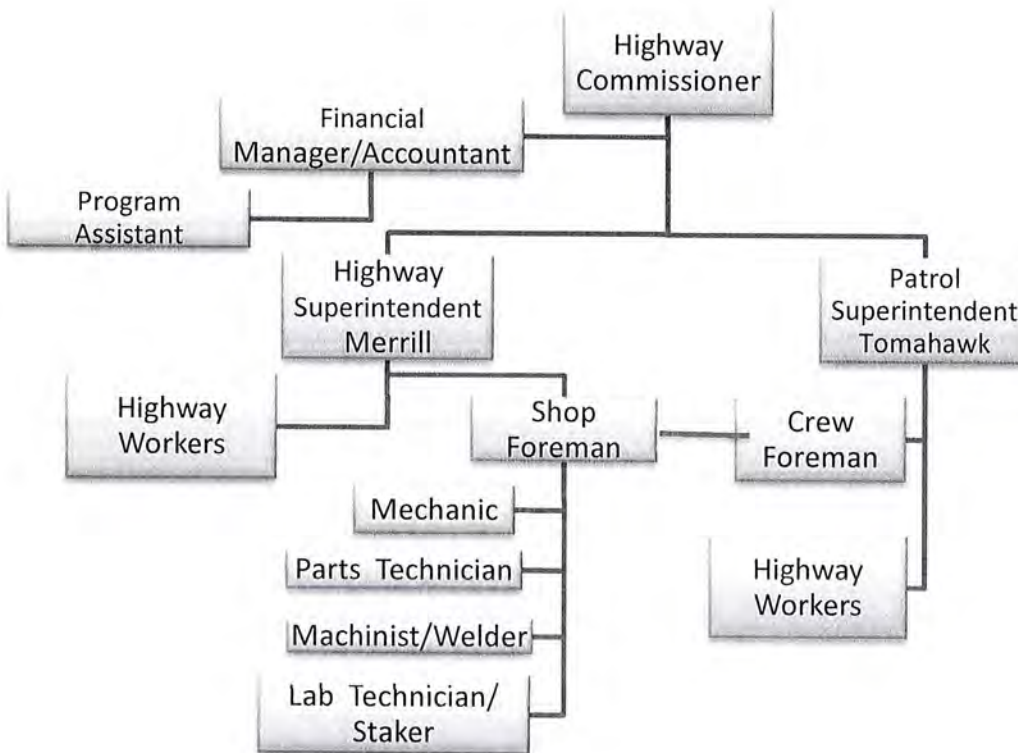 Highway
Commissioner
Financial
Manager/Accountant
Program
Assistant
Highway
Superintendent
Merrill
Patrol
Superintendent
Tomahawk
Highway
Workers
Shop
Foreman
Crew
Foreman
Mechanic
Parts Technician
Highway
Workers
Machinist/Welder
Lab Technician/
Staker